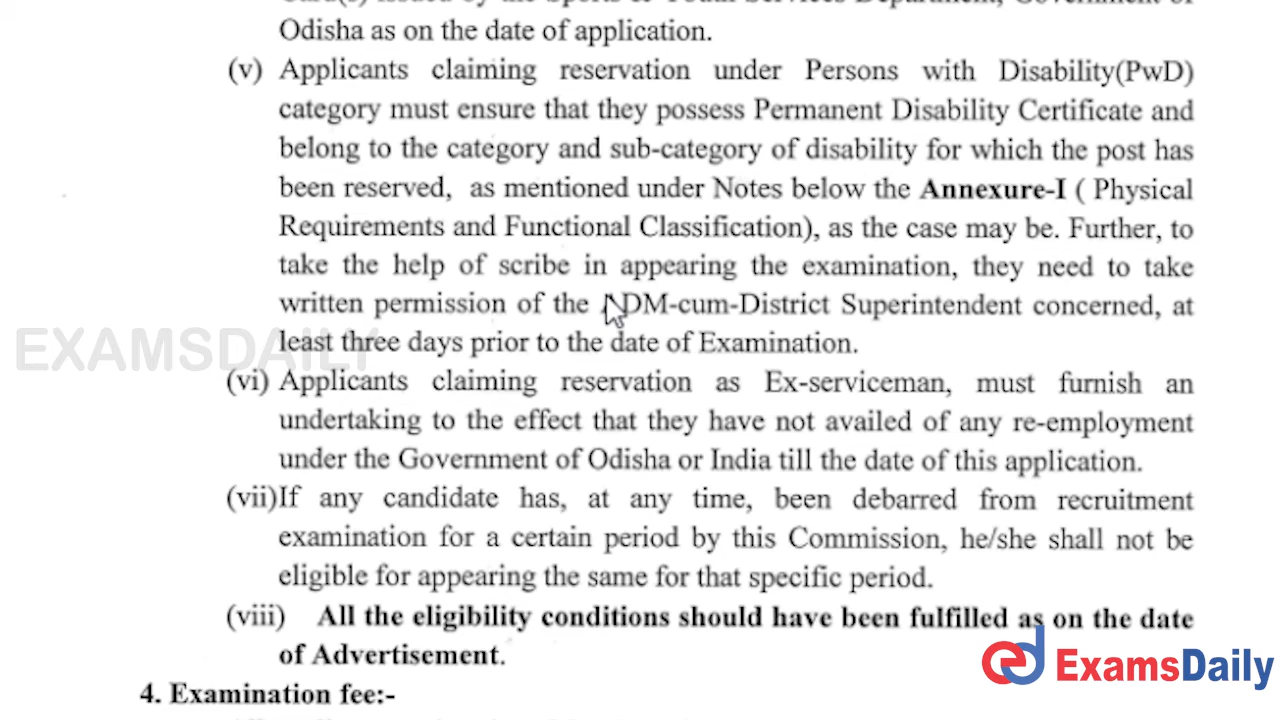 Odisha as on the date of application.
(v) Applicants claiming reservation under Persons with Disability(PwD)
category must ensure that they possess Permanent Disability Certificate and
belong to the category and sub-category of disability for which the post has
been reserved, as mentioned under Notes below the Annexure-I ( Physical
Requirements and Functional Classification), as the case may be. Further, to
take the help of scribe in appearing the examination, they need to take
written permission of the ADM-cum-District Superintendent concerned, at
least three days prior to the date of Examination.
EXAMSDAILY
(vi) Applicants claiming reservation as Ex-serviceman, must furnish an
undertaking to the effect that they have not availed of any re-employment
under the Government of Odisha or India till the date of this application.
(vii)If any candidate has, at any time, been debarred from recruitment
examination for a certain period by this Commission, he/she shall not be
eligible for appearing the same for that specific period.
(viii) All the eligibility conditions should have been fulfilled as on the date
of Advertisement.
ed ExamsDaily
4. Examination fee:-